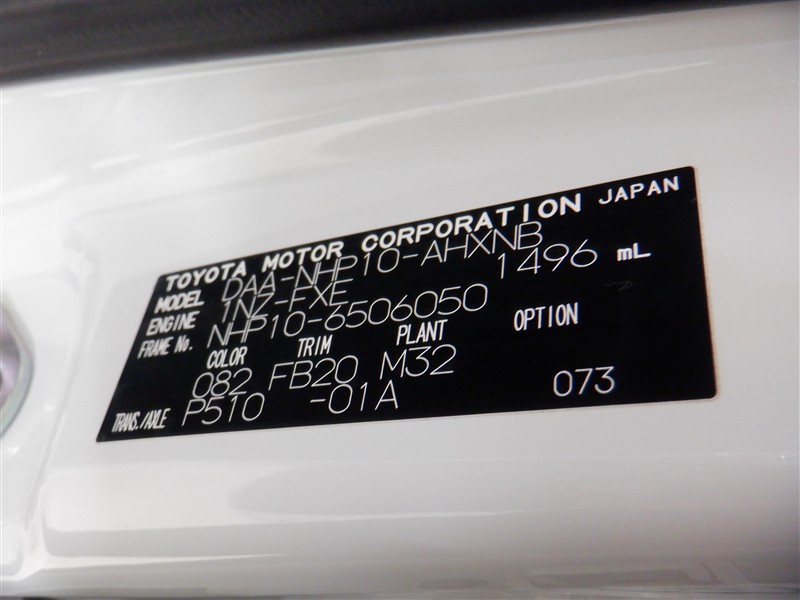 TOYOTA MOTOR CORPORATION JAPAN
MODEL DAA-NHP10-AHXNB
ENGINE 1NZ-FXE 1496 mL
FRAME No. NHP10-6506050
COLOR TRIM PLANT OPTION
082 FB20 M32
TRANS./AXLE P510 -01A 073